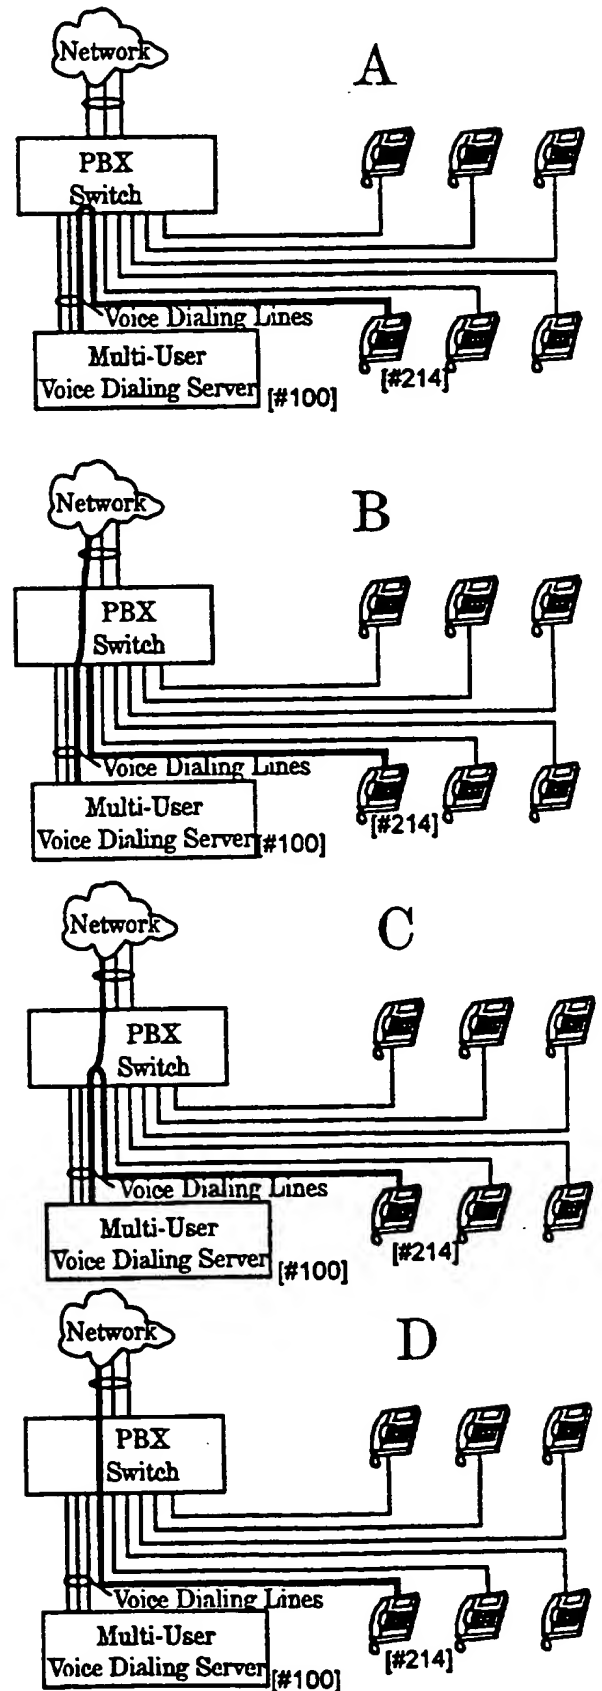 Network
A
PBX
Switch
Voice Dialing Lines
Multi-User
Voice Dialing Server
[#100]
[#214]
Network
B
PBX
Switch
Voice Dialing Lines
Multi-User
Voice Dialing Server
[#100]
[#214]
Network
C
PBX
Switch
Voice Dialing Lines
Multi-User
Voice Dialing Server
[#100]
[#214]
Network
D
PBX
Switch
Voice Dialing Lines
Multi-User
Voice Dialing Server
[#100]
[#214]